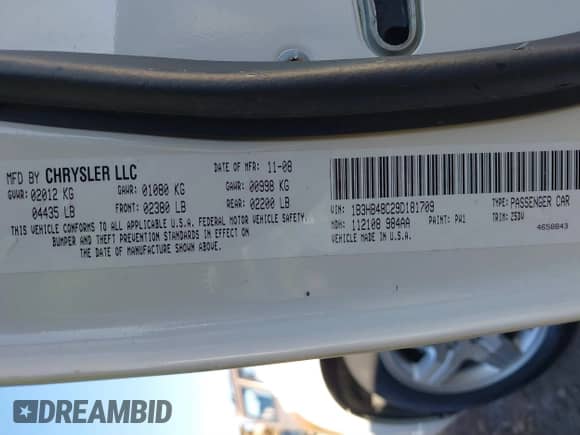 MFD BY CHRYSLER LLC
DATE OF MFR: 11-08
GVWR: 02012 KG
GAWR: 01080 KG
GAWR: 00998 KG
04435 LB
FRONT: 02380 LB
REAR: 02200 LB
THIS VEHICLE CONFORMS TO ALL APPLICABLE U.S.A. FEDERAL MOTOR VEHICLE SAFETY,
BUMPER AND THEFT PREVENTION STANDARDS IN EFFECT ON
THE DATE OF MANUFACTURE SHOWN ABOVE.
VIN: 1B3HB48C29D181709
TYPE: PASSENGER CAR
MDH: 112108 984AA
PAINT: PW1
TRIM: Z5DV
VEHICLE MADE IN U.S.A.
4650843
DREAMBID